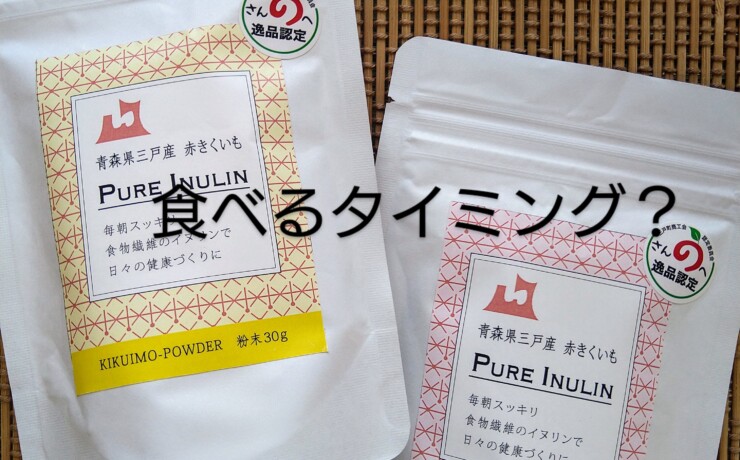 さんのへ
逸品認定
青森県三戸産 赤きくいも
PURE INULIN
毎朝スッキリ
食物繊維のイヌリンで
日々の健康づくりに
KIKUIMO-POWDER 粉末30g
食べるタイミング?
さんのへ
逸品認定
青森県三戸産 赤きくいも
PURE INULIN
毎朝スッキリ
食物繊維のイヌリンで
日々の健康づくりに